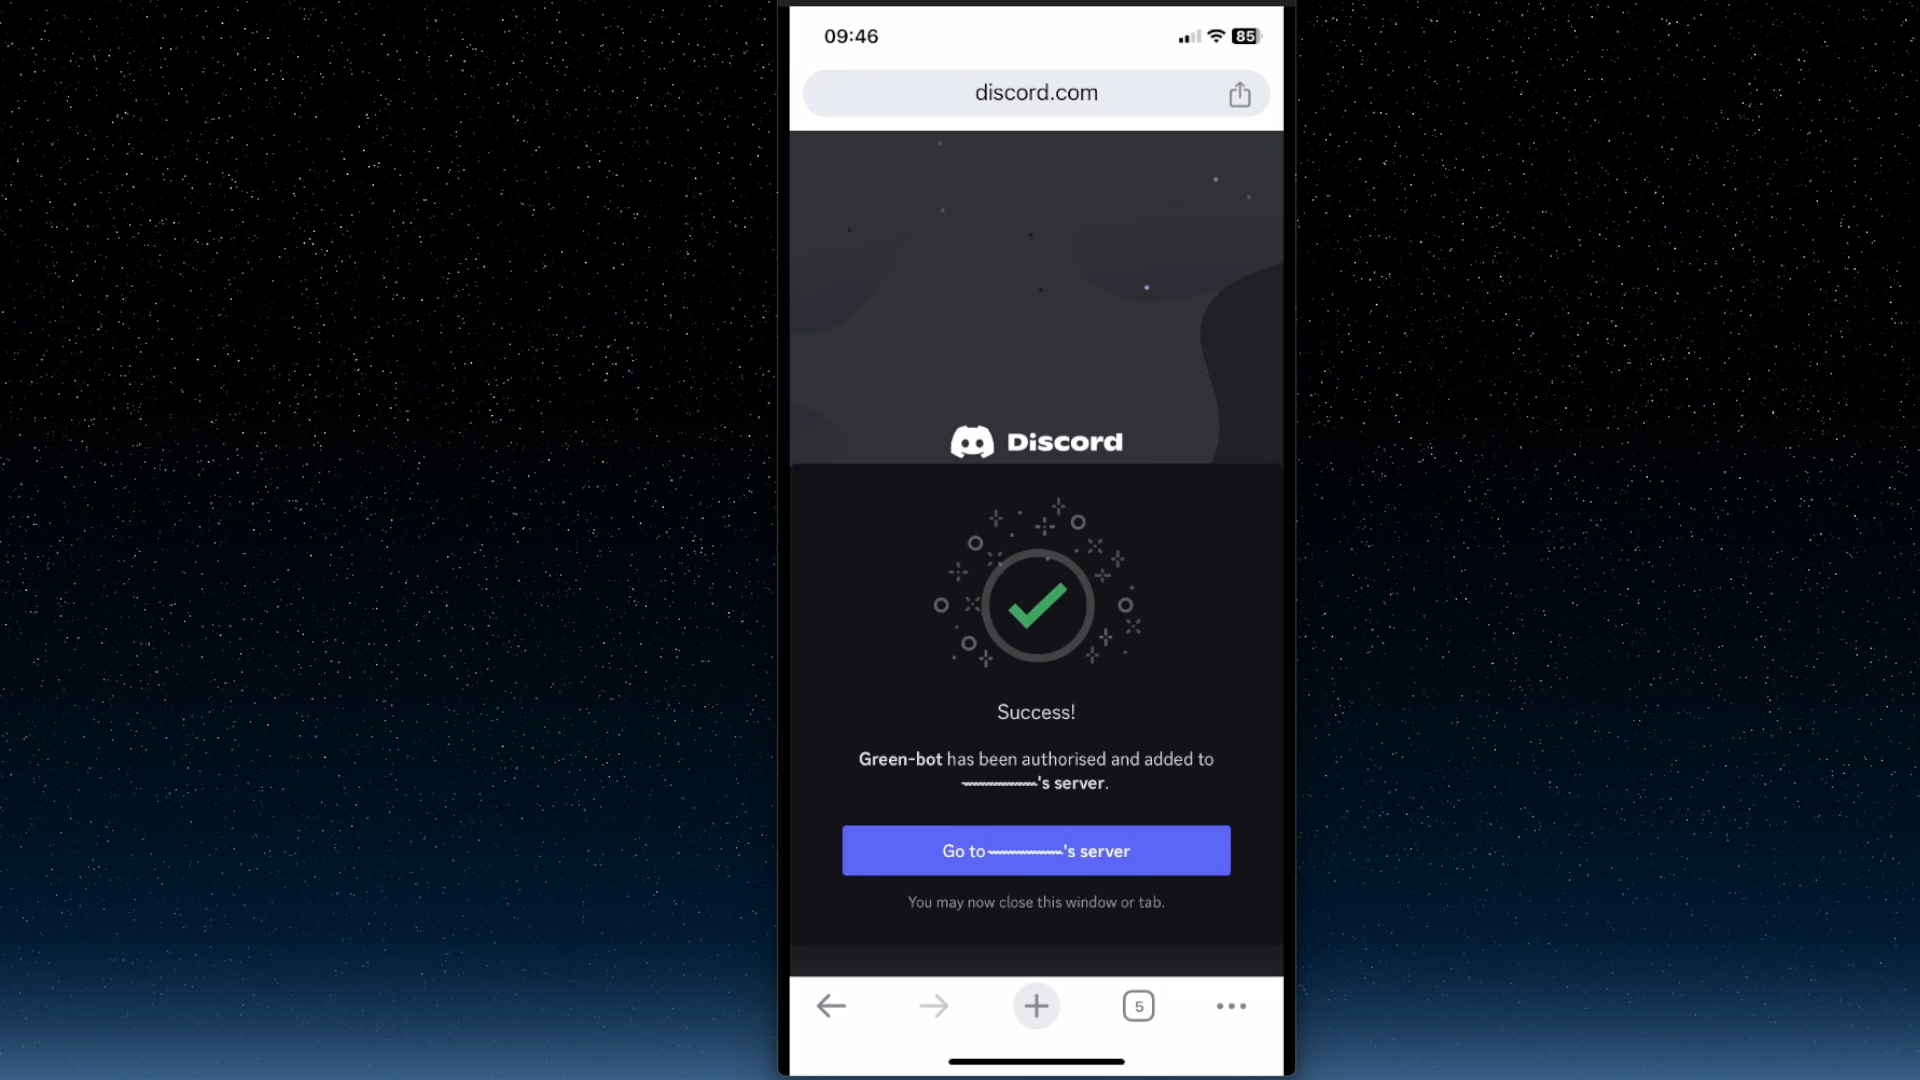 09:46
85
discord.com
Discord
Success!
Green-bot has been authorised and added to
's server.
Go to 's server
You may now close this window or tab.
5